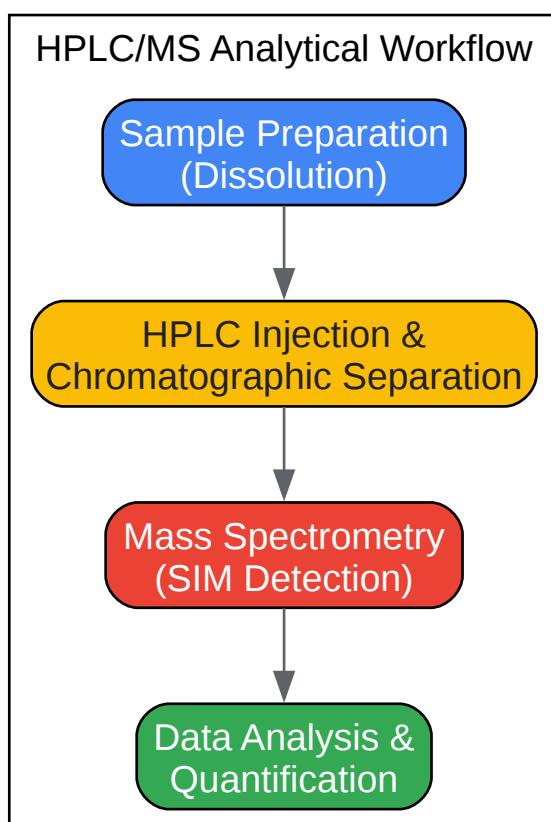 HPLC/MS Analytical Workflow
Sample Preparation
(Dissolution)
HPLC Injection &
Chromatographic Separation
Mass Spectrometry
(SIM Detection)
Data Analysis &
Quantification